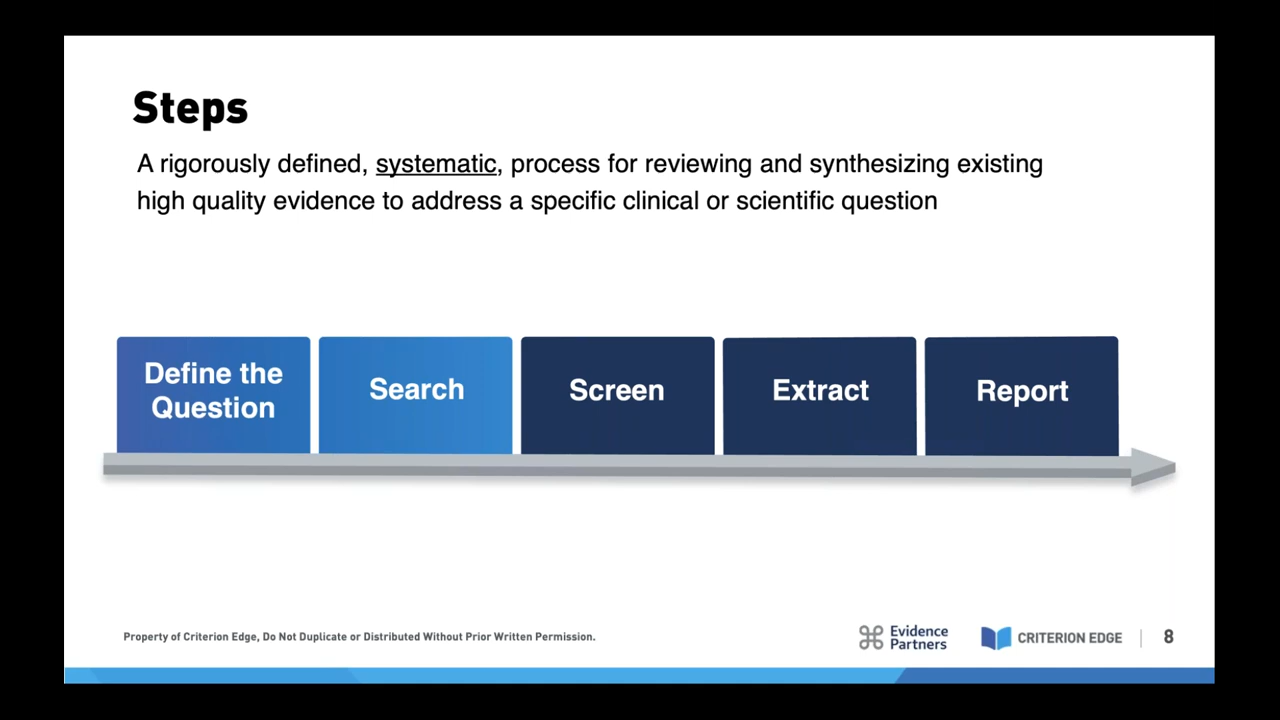 Steps
A rigorously defined, systematic, process for reviewing and synthesizing existing
high quality evidence to address a specific clinical or scientific question
Define the
Question
Search
Screen
Extract
Report
Property of Criterion Edge, Do Not Duplicate or Distributed Without Prior Written Permission.
Evidence
Partners
CRITERION EDGE
8